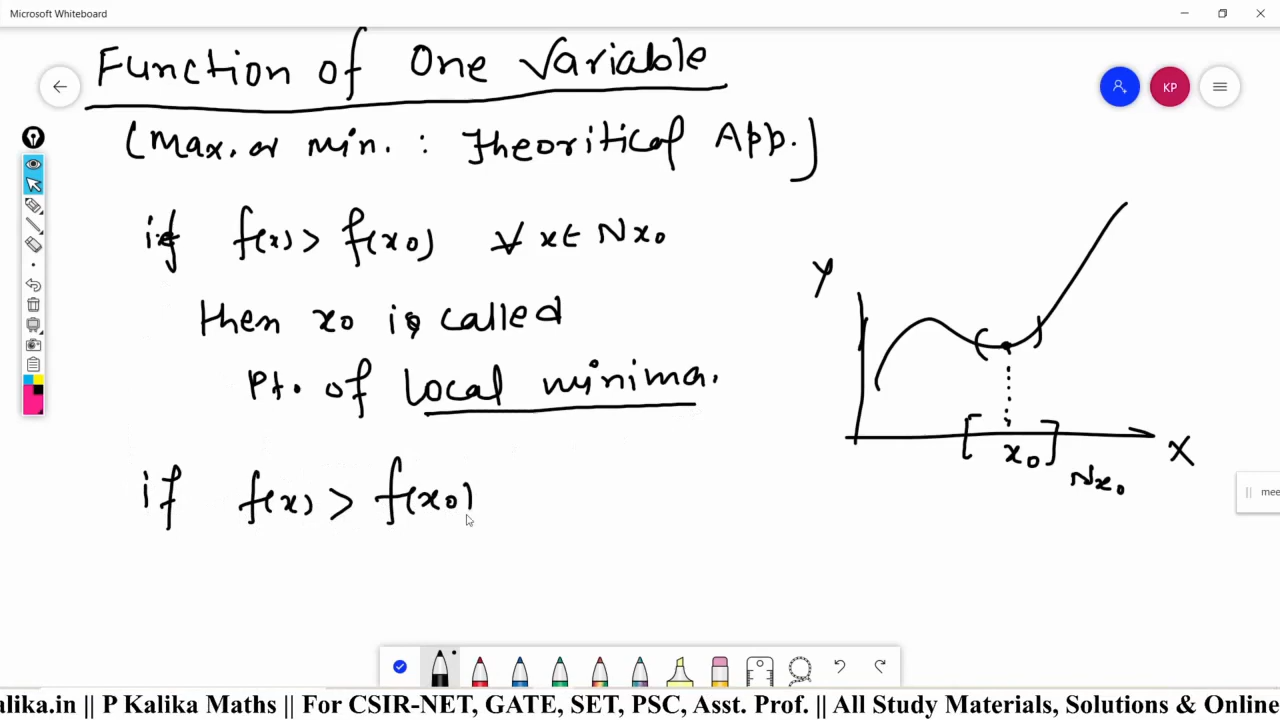 Microsoft Whiteboard
Function of One Variable
(Max. or min. : Theoritical App.)
if f(x) > f(x0) ∀ x ∈ Nx0
then x0 is called
Pt. of local minima.
if f(x) > f(x0)
Y
x0
X
Nx0
KP
mee
alika.in || P Kalika Maths || For CSIR-NET, GATE, SET, PSC, Asst. Prof. || All Study Materials, Solutions & Online